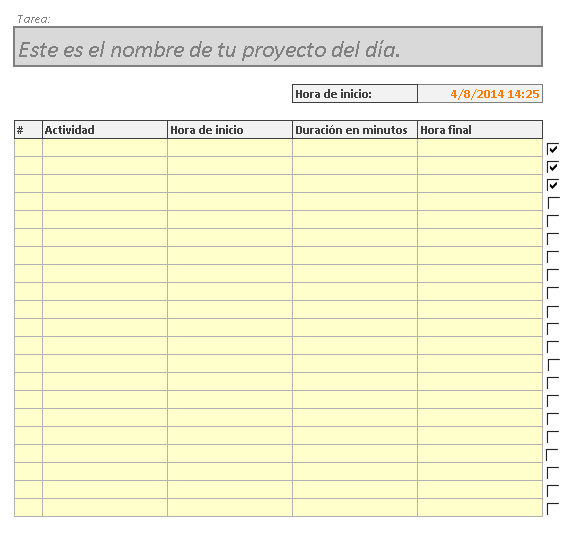 Tarea:
Este es el nombre de tu proyecto del día.
Hora de inicio: 4/8/2014 14:25
# Actividad Hora de inicio Duración en minutos Hora final